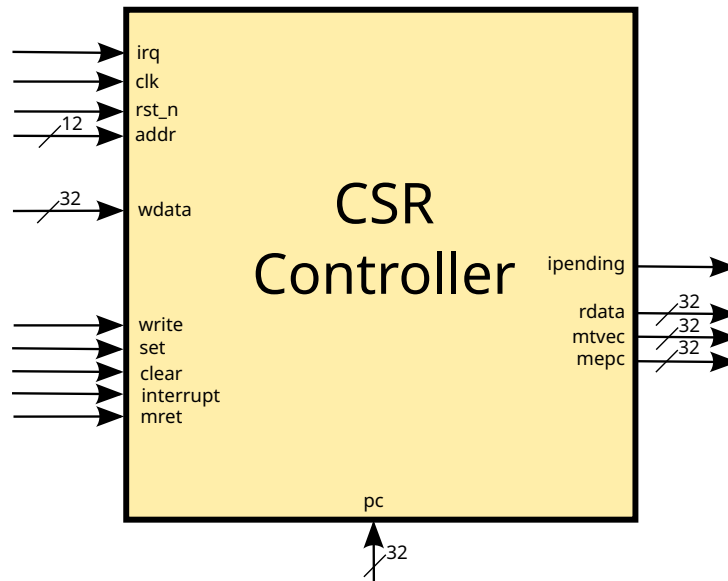 irq
clk
rst_n
12
addr
32
wdata
CSR
Controller
ipending
32
rdata
32
mtvec
32
mepc
write
set
clear
interrupt
mret
pc
32